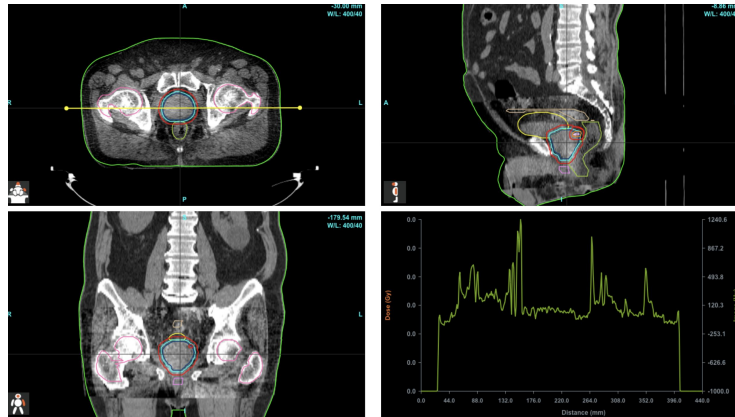 A
-30.00 mm
W/L: 400/40
R
L
P
-8.86 mm
W/L: 400/40
A
-179.54 mm
W/L: 400/40
R
L
0.0
0.0
0.0
0.0
0.0
0.0
0.0
Dose (Gy)
1240.6
867.2
493.8
120.3
-253.1
-626.6
-1000.0
0.0
44.0
88.0
132.0
176.0
220.0
264.0
308.0
352.0
396.0
440.0
Distance (mm)